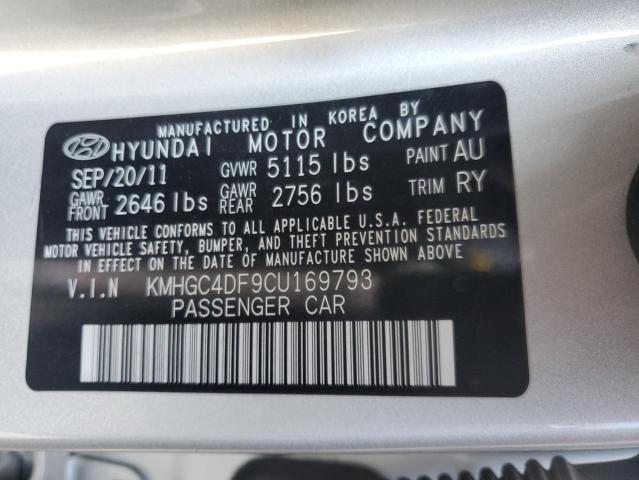 MANUFACTURED IN KOREA BY
HYUNDAI MOTOR COMPANY
SEP/20/11 GVWR 5115 lbs PAINT AU
GAWR FRONT 2646 lbs GAWR REAR 2756 lbs TRIM RY
THIS VEHICLE CONFORMS TO ALL APPLICABLE U.S.A. FEDERAL
MOTOR VEHICLE SAFETY, BUMPER, AND THEFT PREVENTION STANDARDS
IN EFFECT ON THE DATE OF MANUFACTURE SHOWN ABOVE
V.I.N KMHGC4DF9CU169793
PASSENGER CAR